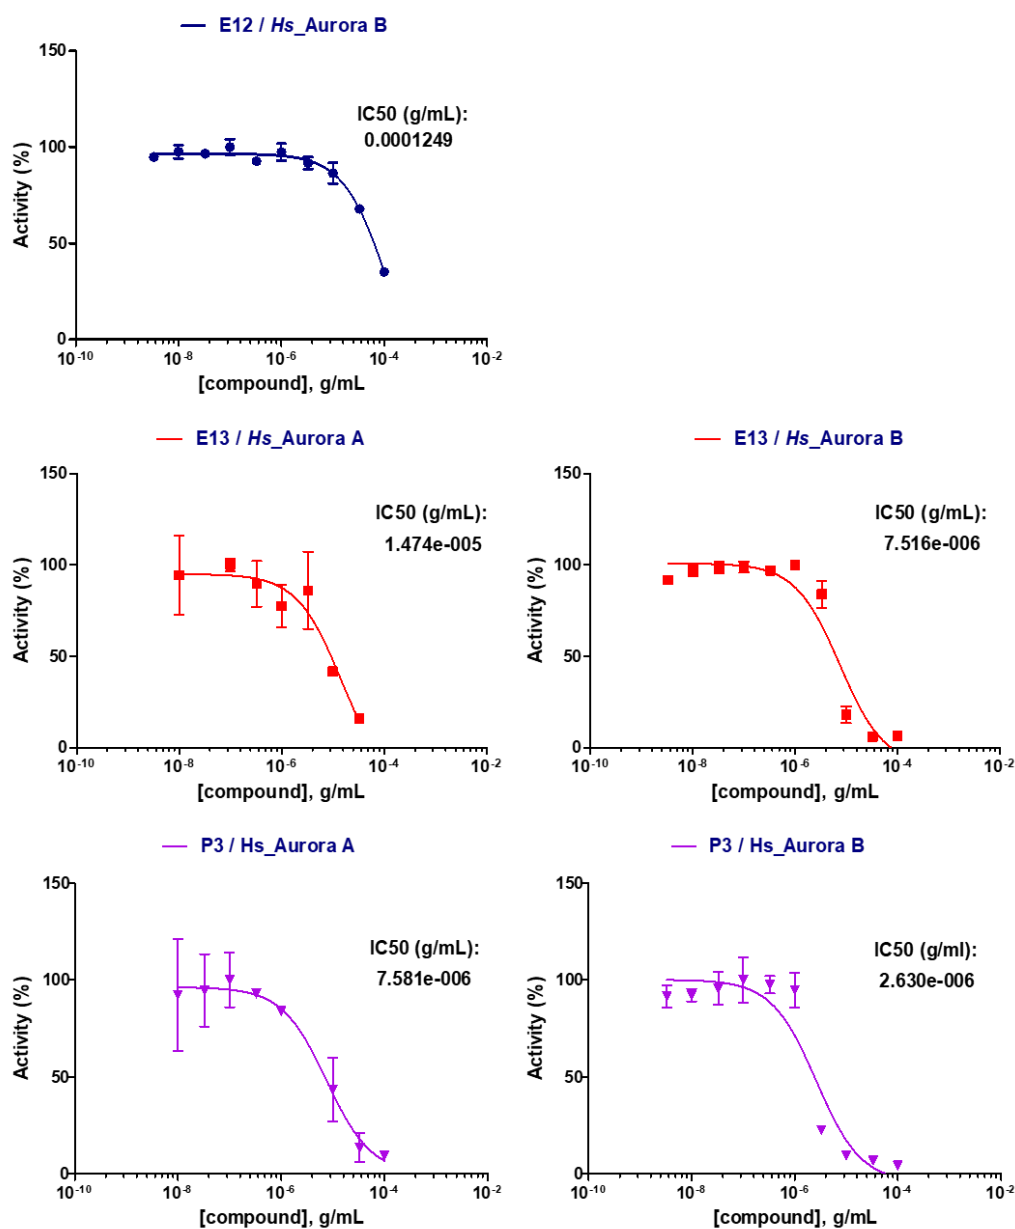 E12 / Hs_Aurora B
150
100
50
0
Activity (%)
IC50 (g/mL):
0.0001249
10-10
10-8
10-6
10-4
10-2
[compound], g/mL
E13 / Hs_Aurora A
150
100
50
0
Activity (%)
IC50 (g/mL):
1.474e-005
10-10
10-8
10-6
10-4
10-2
[compound], g/mL
E13 / Hs_Aurora B
150
100
50
0
Activity (%)
IC50 (g/mL):
7.516e-006
10-10
10-8
10-6
10-4
10-2
[compound], g/mL
P3 / Hs_Aurora A
150
100
50
0
Activity (%)
IC50 (g/mL):
7.581e-006
10-10
10-8
10-6
10-4
10-2
[compound], g/mL
P3 / Hs_Aurora B
150
100
50
0
Activity (%)
IC50 (g/ml):
2.630e-006
10-10
10-8
10-6
10-4
10-2
[compound], g/mL